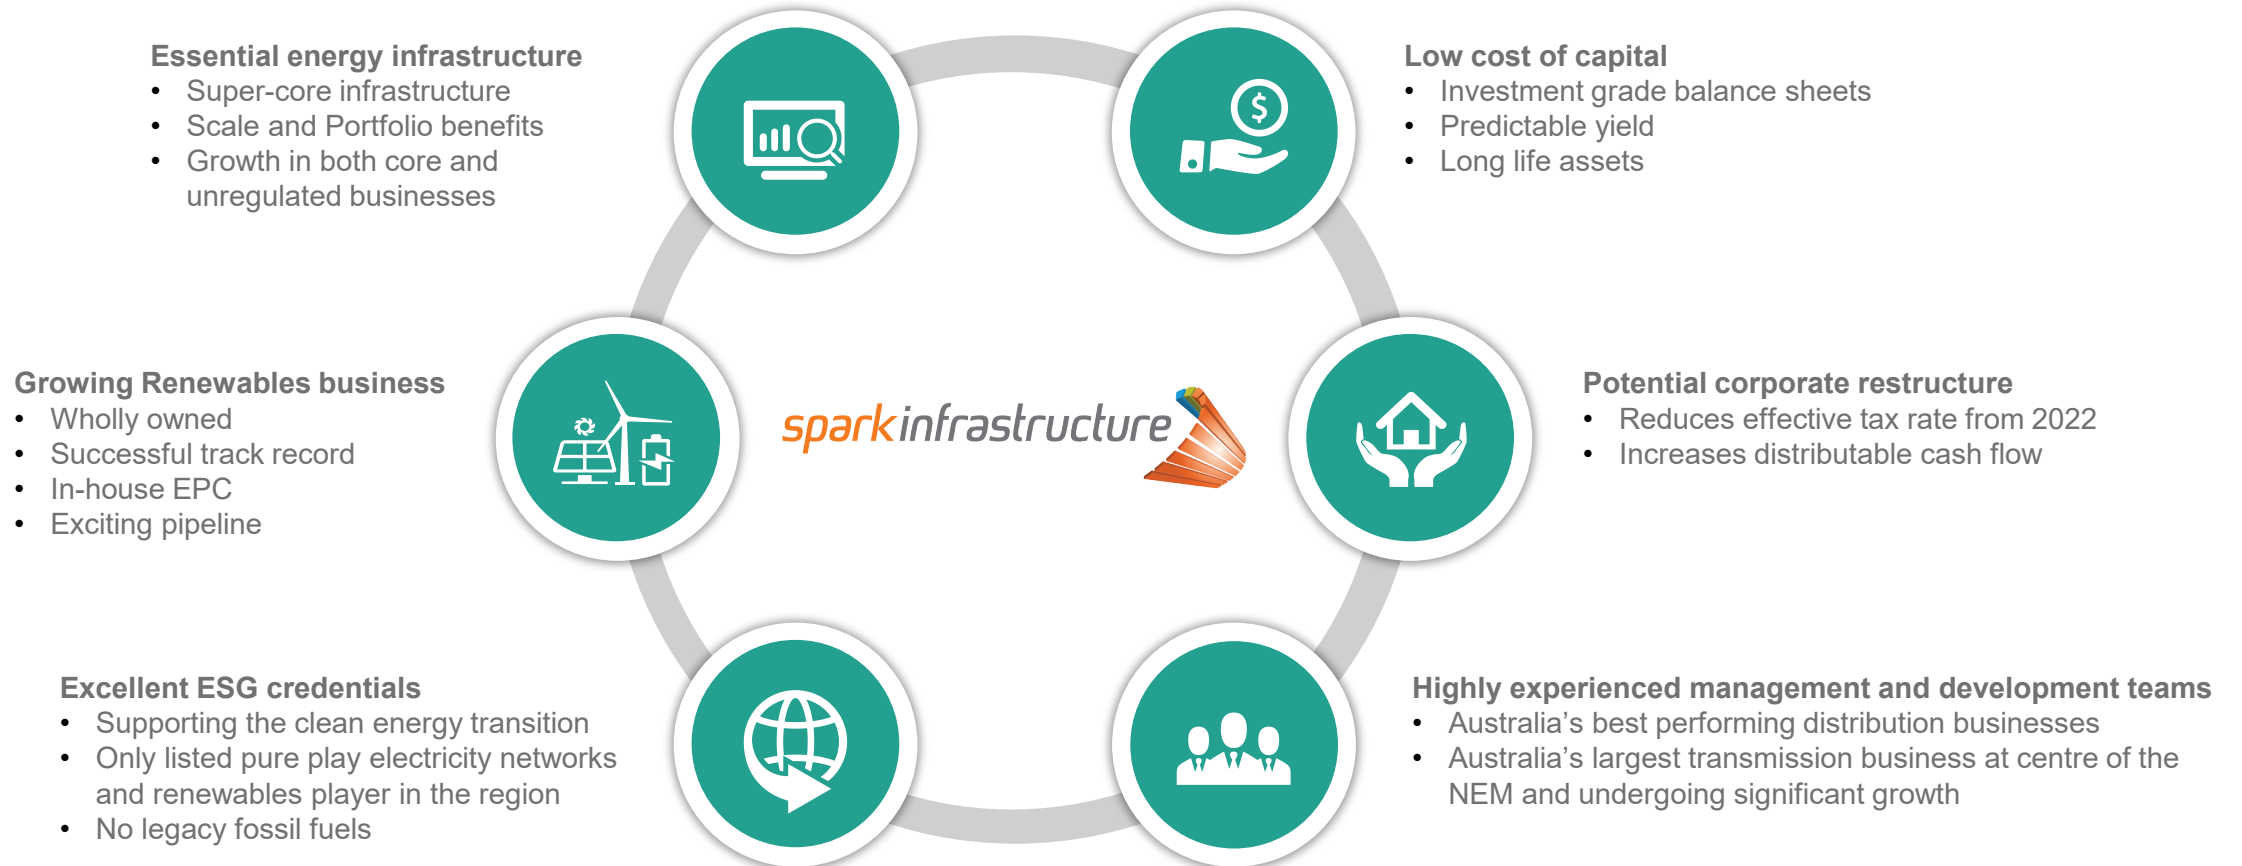 Essential energy infrastructure
• Super-core infrastructure
• Scale and Portfolio benefits
• Growth in both core and
unregulated businesses
Low cost of capital
• Investment grade balance sheets
• Predictable yield
• Long life assets
$
Growing Renewables business
• Wholly owned
• Successful track record
• In-house EPC
• Exciting pipeline
sparkinfrastructure
Potential corporate restructure
• Reduces effective tax rate from 2022
• Increases distributable cash flow
Excellent ESG credentials
• Supporting the clean energy transition
• Only listed pure play electricity networks
and renewables player in the region
• No legacy fossil fuels
Highly experienced management and development teams
• Australia’s best performing distribution businesses
• Australia’s largest transmission business at centre of the
NEM and undergoing significant growth